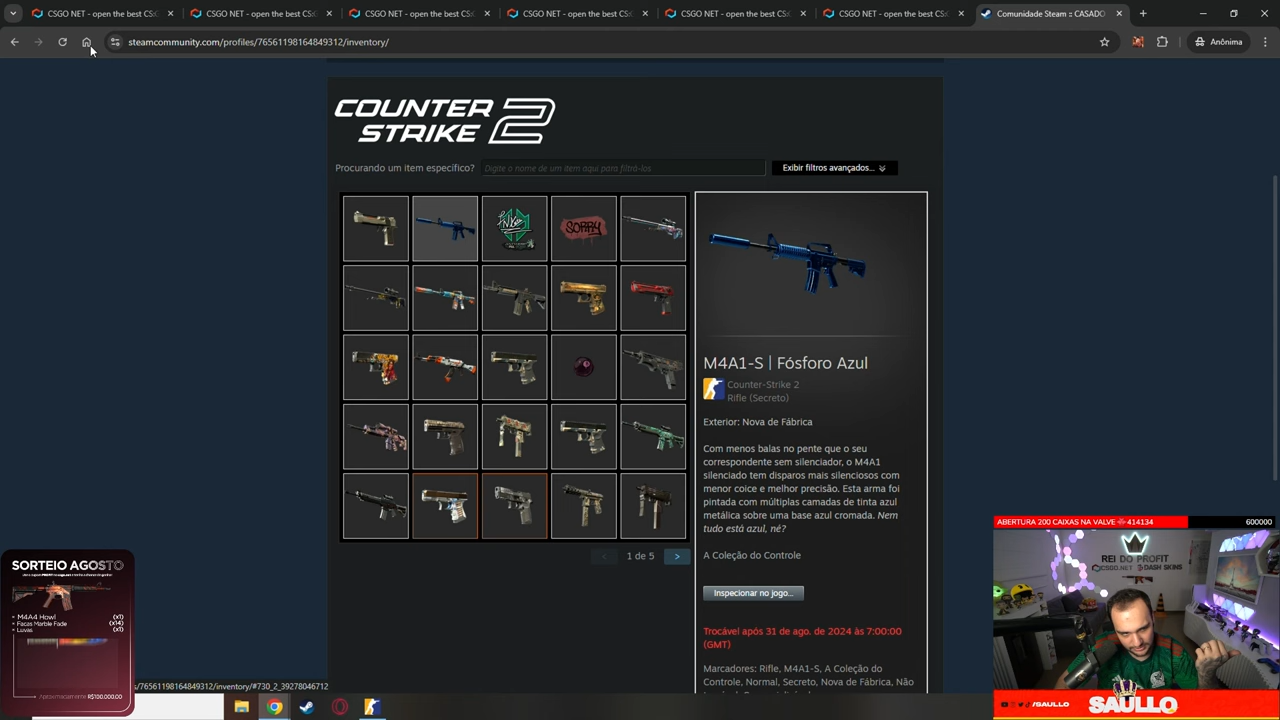 CSGO NET - open the best CS:
CSGO NET - open the best CS:
CSGO NET - open the best CS:
CSGO NET - open the best CS:
CSGO NET - open the best CS:
CSGO NET - open the best CS:
Comunidade Steam :: CASADO
steamcommunity.com/profiles/76561198164849312/inventory/
Anônima
COUNTER
STRIKE 2
Procurando um item específico?
Digite o nome de um item aqui para filtrá-los
Exibir filtros avançados...
SORRY
M4A1-S | Fósforo Azul
Counter-Strike 2
Rifle (Secreto)
Exterior: Nova de Fábrica
Com menos balas no pente que o seu
correspondente sem silenciador, o M4A1
silenciado tem disparos mais silenciosos com
menor coice e melhor precisão. Esta arma foi
pintada com múltiplas camadas de tinta azul
metálica sobre uma base azul cromada. Nem
tudo está azul, né?
A Coleção do Controle
< 1 de 5 >
Inspecionar no jogo...
Trocável após 31 de ago. de 2024 às 7:00:00
(GMT)
Marcadores: Rifle, M4A1-S, A Coleção do
Controle, Normal, Secreto, Nova de Fábrica, Não
SORTEIO AGOSTO
M4A4 Howl (x1)
Facas Marble Fade (x14)
Luvas (x1)
Aproximadamente R$100.000,00
s/76561198164849312/inventory/#730_2_39278046712
ABERTURA 200 CAIXAS NA VALVE 414134
600000
REI DO PROFIT
CSGO.NET DASH SKINS
/SAULLO
SAULLO